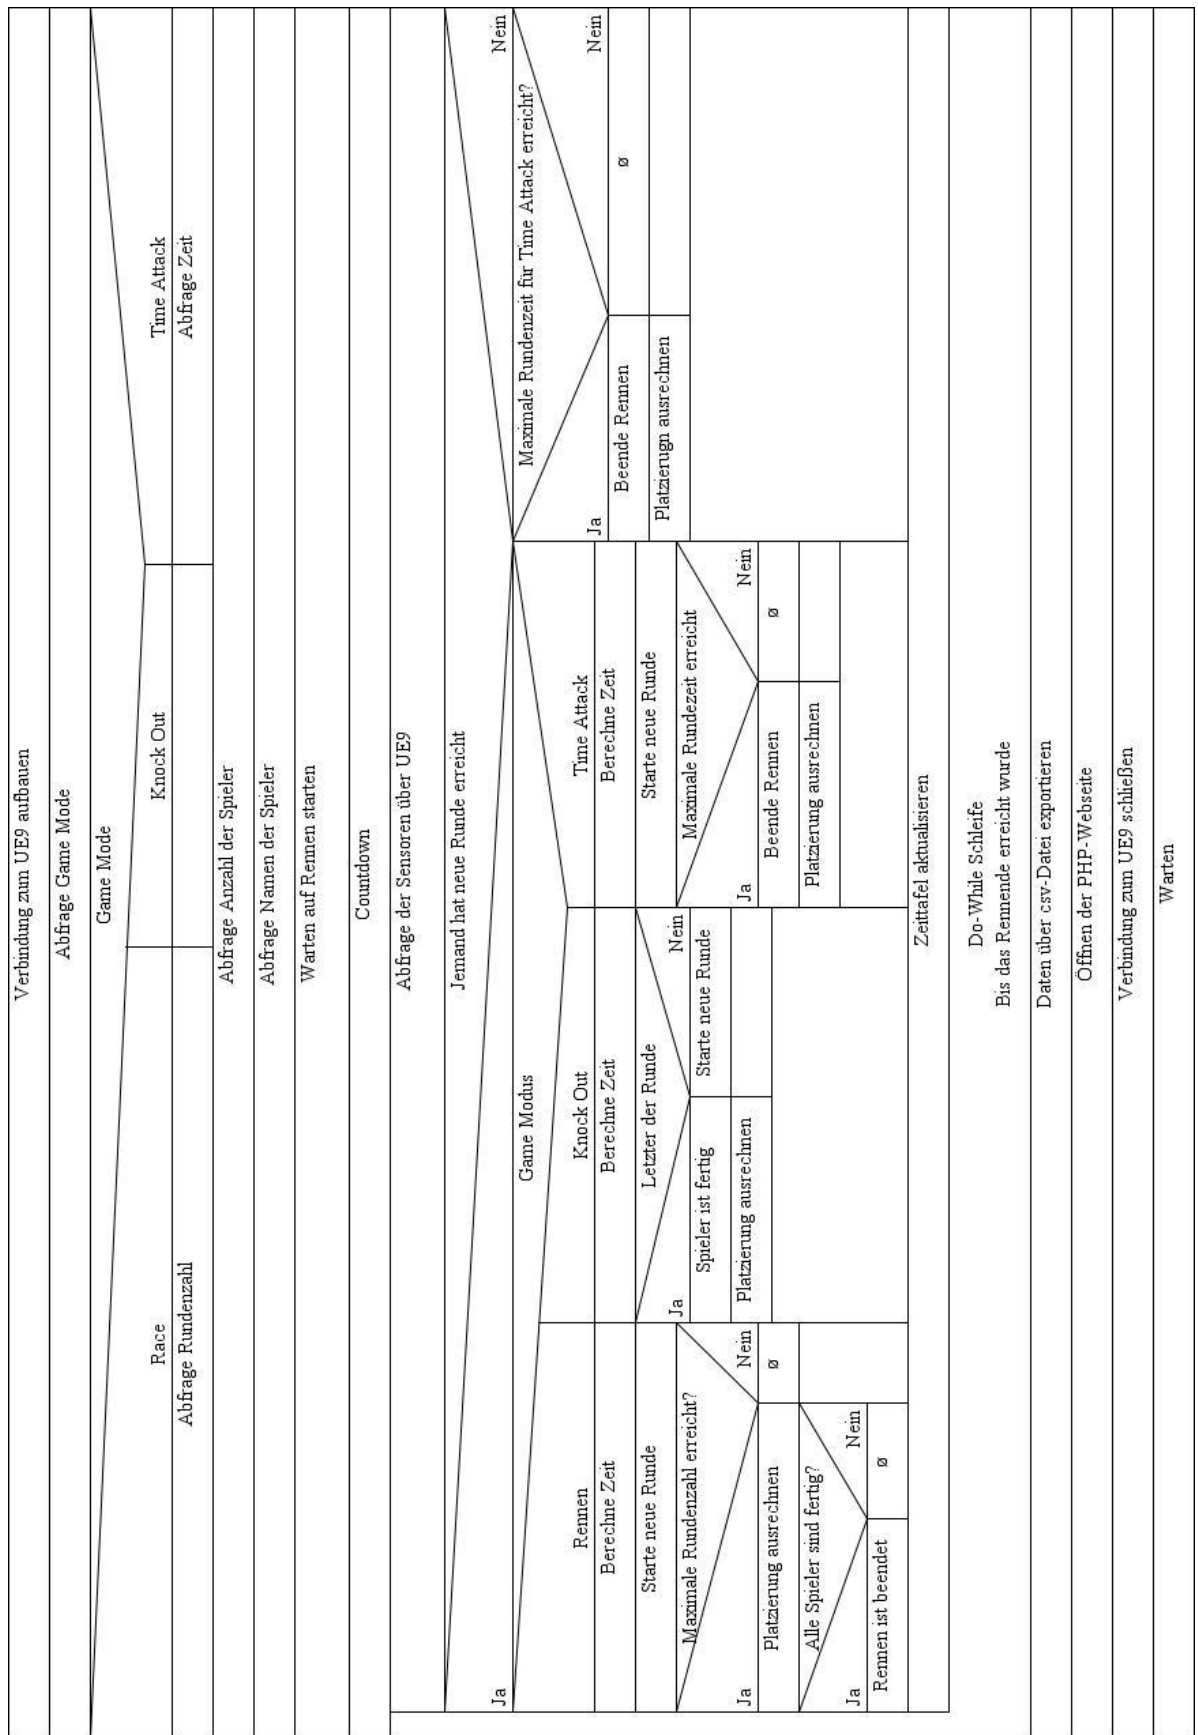 Verbindung zum UE9 aufbauen
Abfrage Game Mode
Game Mode
Race
Knock Out
Time Attack
Abfrage Rundenzahl
Abfrage Zeit
Abfrage Anzahl der Spieler
Abfrage Namen der Spieler
Warten auf Rennen starten
Countdown
Abfrage der Sensoren über UE9
Jemand hat neue Runde erreicht
Ja
Nein
Game Modus
Rennen
Berechne Zeit
Starte neue Runde
Maximale Rundenzahl erreicht?
Ja
Nein
Platzierung ausrechnen
ø
Alle Spieler sind fertig?
Ja
Nein
Rennen ist beendet
ø
Knock Out
Berechne Zeit
Letzter der Runde
Ja
Nein
Spieler ist fertig
Starte neue Runde
Platzierung ausrechnen
Time Attack
Berechne Zeit
Starte neue Runde
Maximale Rundezeit erreicht
Ja
Nein
Beende Rennen
ø
Platzierung ausrechnen
Maximale Rundenzeit für Time Attack erreicht?
Ja
Nein
Beende Rennen
ø
Platzierugn ausrechnen
Zeittafel aktualisieren
Do-While Schleife
Bis das Rennende erreicht wurde
Daten über csv-Datei exportieren
Öffnen der PHP-Webseite
Verbindung zum UE9 schließen
Warten